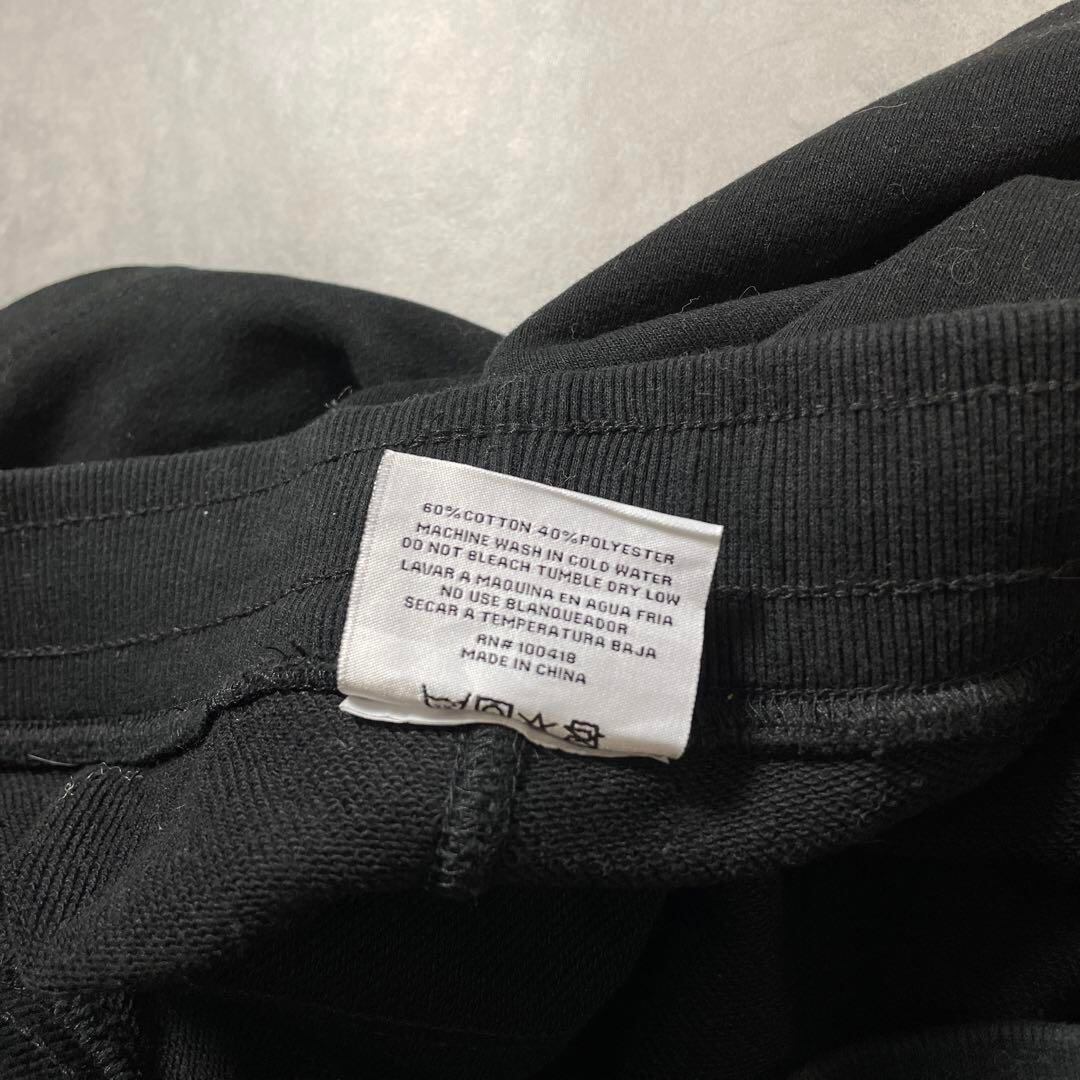 60%COTTON 40%POLYESTER
MACHINE WASH IN COLD WATER
DO NOT BLEACH TUMBLE DRY LOW
LAVAR A MAQUINA EN AGUA FRIA
NO USE BLANQUEADOR
SECAR A TEMPERATURA BAJA
RN# 100418
MADE IN CHINA